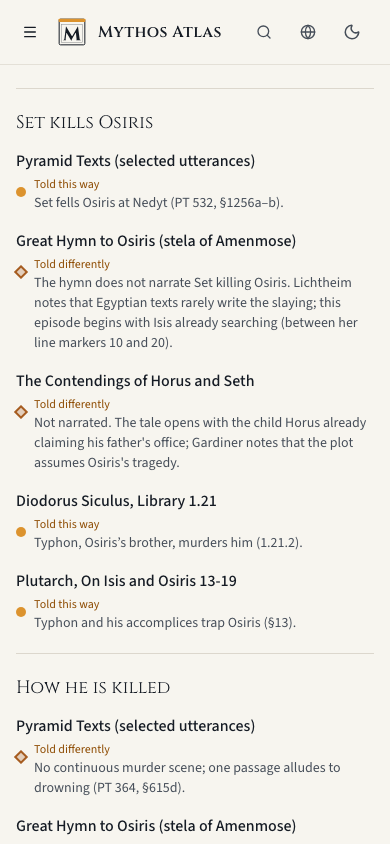 M
Mythos Atlas
Set kills Osiris
Pyramid Texts (selected utterances)
Told this way
Set fells Osiris at Nedyt (PT 532, §1256a–b).
Great Hymn to Osiris (stela of Amenmose)
Told differently
The hymn does not narrate Set killing Osiris. Lichtheim
notes that Egyptian texts rarely write the slaying; this
episode begins with Isis already searching (between her
line markers 10 and 20).
The Contendings of Horus and Seth
Told differently
Not narrated. The tale opens with the child Horus already
claiming his father's office; Gardiner notes that the plot
assumes Osiris's tragedy.
Diodorus Siculus, Library 1.21
Told this way
Typhon, Osiris’s brother, murders him (1.21.2).
Plutarch, On Isis and Osiris 13-19
Told this way
Typhon and his accomplices trap Osiris (§13).
How he is killed
Pyramid Texts (selected utterances)
Told differently
No continuous murder scene; one passage alludes to
drowning (PT 364, §615d).
Great Hymn to Osiris (stela of Amenmose)